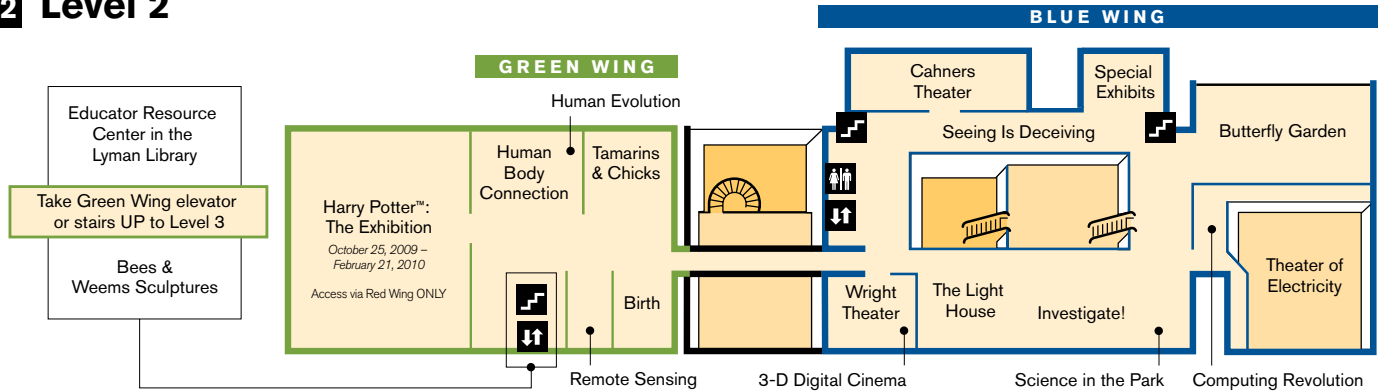 2 Level 2
BLUE WING
GREEN WING
Educator Resource
Center in the
Lyman Library
Take Green Wing elevator
or stairs UP to Level 3
Bees &
Weems Sculptures
Harry Potter™:
The Exhibition
October 25, 2009 –
February 21, 2010
Access via Red Wing ONLY
Human Evolution
Human
Body
Connection
Tamarins
& Chicks
Birth
Remote Sensing
Cahners
Theater
Special
Exhibits
Seeing Is Deceiving
Butterfly Garden
Wright
Theater
The Light
House
Investigate!
Theater of
Electricity
3-D Digital Cinema
Science in the Park
Computing Revolution